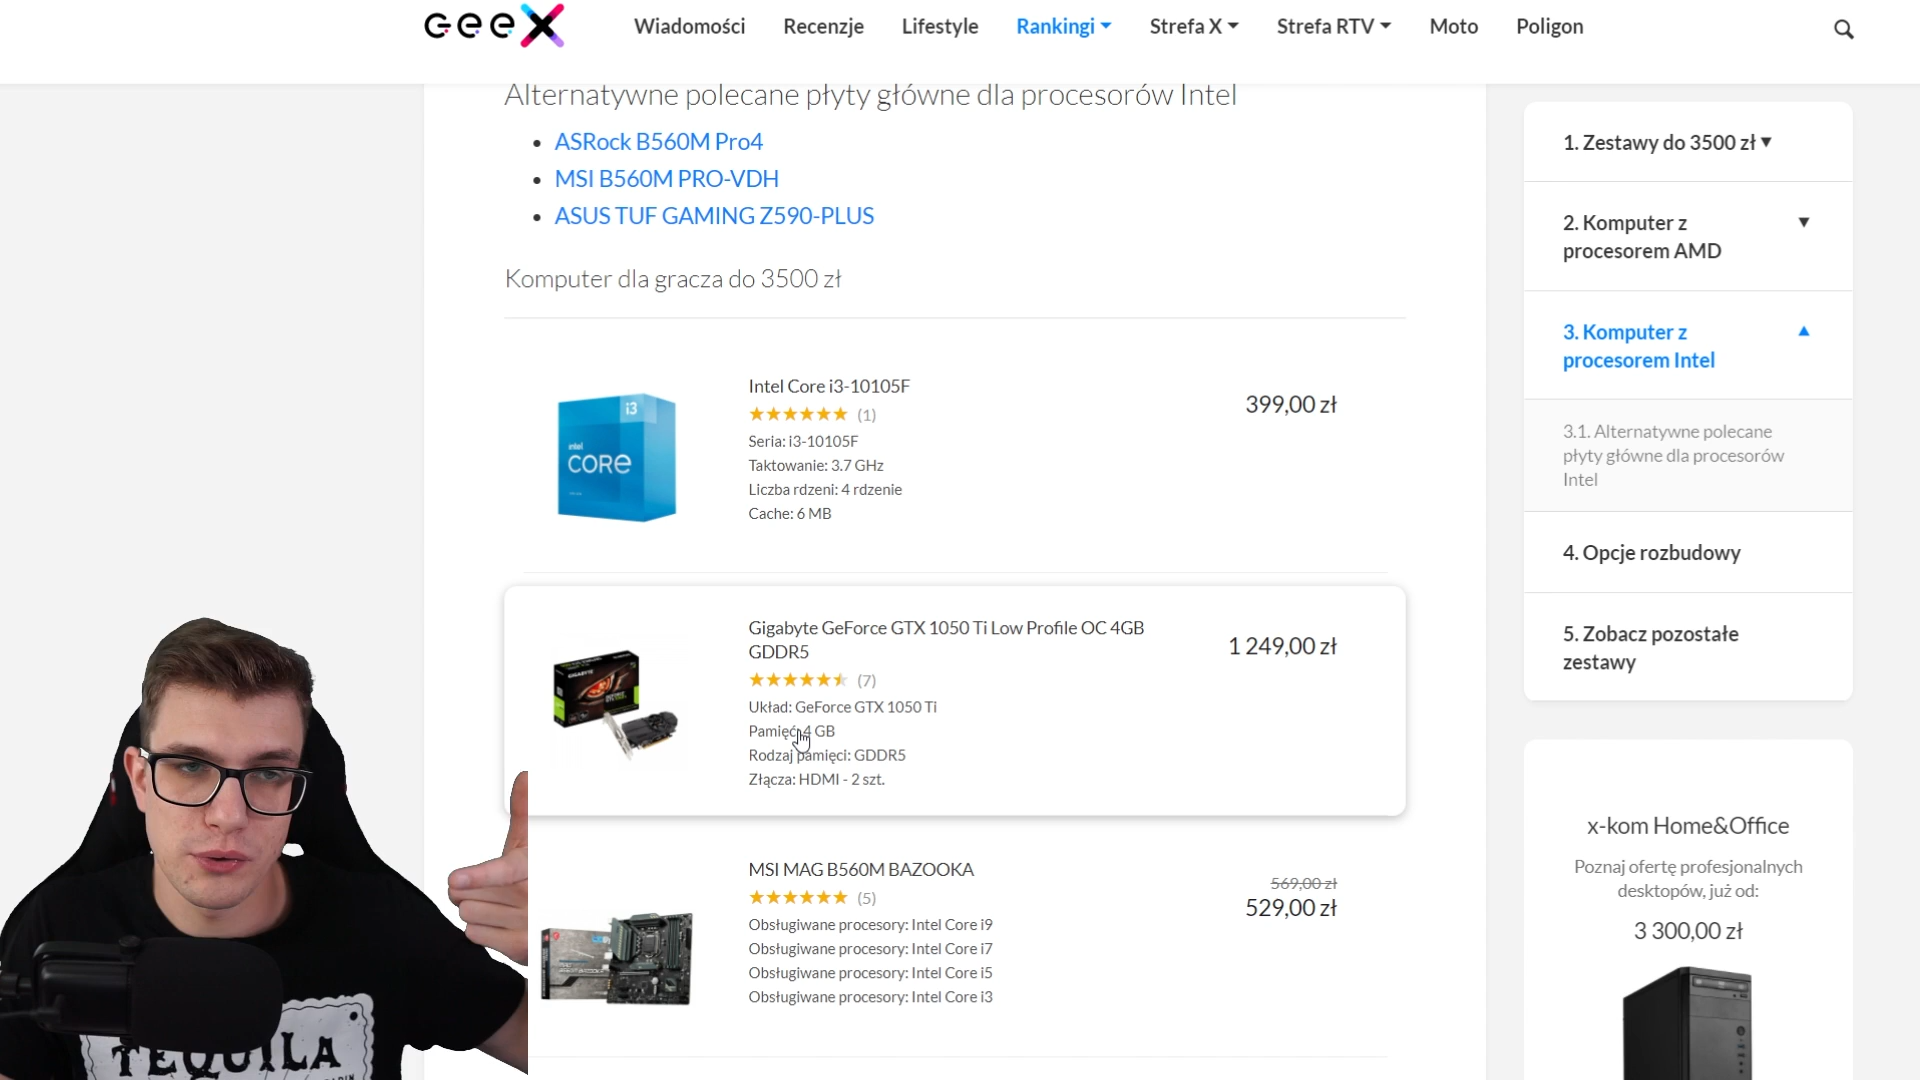 GeeX
Wiadomości
Recenzje
Lifestyle
Rankingi
Strefa X
Strefa RTV
Moto
Poligon
Alternatywne polecane płyty główne dla procesorów Intel
ASRock B560M Pro4
MSI B560M PRO-VDH
ASUS TUF GAMING Z590-PLUS
Komputer dla gracza do 3500 zł
i3
intel
CORE
Intel Core i3-10105F
(1)
Seria: i3-10105F
Taktowanie: 3.7 GHz
Liczba rdzeni: 4 rdzenie
Cache: 6 MB
399,00 zł
Gigabyte GeForce GTX 1050 Ti Low Profile OC 4GB
GDDR5
(7)
Układ: GeForce GTX 1050 Ti
Pamięć: 4 GB
Rodzaj pamięci: GDDR5
Złącza: HDMI - 2 szt.
1 249,00 zł
MSI MAG B560M BAZOOKA
(5)
Obsługiwane procesory: Intel Core i9
Obsługiwane procesory: Intel Core i7
Obsługiwane procesory: Intel Core i5
Obsługiwane procesory: Intel Core i3
569,00 zł
529,00 zł
1. Zestawy do 3500 zł
2. Komputer z
procesorem AMD
3. Komputer z
procesorem Intel
3.1. Alternatywne polecane
płyty główne dla procesorów
Intel
4. Opcje rozbudowy
5. Zobacz pozostałe
zestawy
x-kom Home&Office
Poznaj ofertę profesjonalnych
desktopów, już od:
3 300,00 zł
TEQUILA